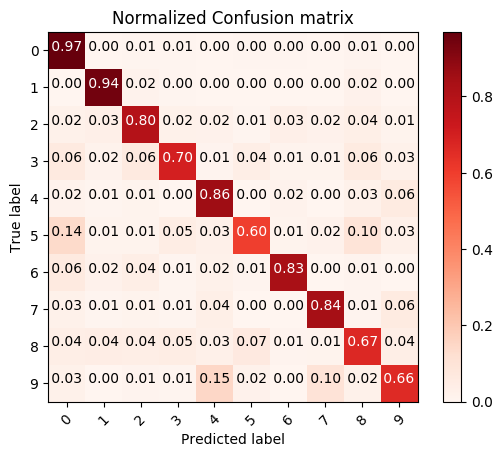 Normalized Confusion matrix
0 0.97 0.00 0.01 0.01 0.00 0.00 0.00 0.00 0.01 0.00
1 0.00 0.94 0.02 0.00 0.00 0.00 0.00 0.00 0.02 0.00
2 0.02 0.03 0.80 0.02 0.02 0.01 0.03 0.02 0.04 0.01
3 0.06 0.02 0.06 0.70 0.01 0.04 0.01 0.01 0.06 0.03
4 0.02 0.01 0.01 0.00 0.86 0.00 0.02 0.00 0.03 0.06
5 0.14 0.01 0.01 0.05 0.03 0.60 0.01 0.02 0.10 0.03
6 0.06 0.02 0.04 0.01 0.02 0.01 0.83 0.00 0.01 0.00
7 0.03 0.01 0.01 0.01 0.04 0.00 0.00 0.84 0.01 0.06
8 0.04 0.04 0.04 0.05 0.03 0.07 0.01 0.01 0.67 0.04
9 0.03 0.00 0.01 0.01 0.15 0.02 0.00 0.10 0.02 0.66
0 1 2 3 4 5 6 7 8 9
True label
Predicted label
0.8
0.6
0.4
0.2
0.0